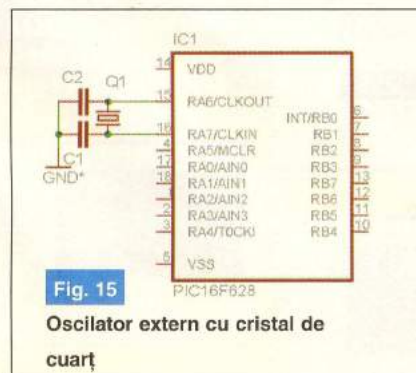 IC1
C2
Q1
14
VDD
15
RA6/CLKOUT
INT/RB0
6
16
RA7/CLKIN
RB1
7
C1
4
RA5/MCLR
RB2
8
17
RA0/AIN0
RB3
9
GND*
18
RA1/AIN1
RB7
13
1
RA2/AIN2
RB6
12
2
RA3/AIN3
RB5
11
3
RA4/T0CKI
RB4
10
5
VSS
Fig. 15
PIC16F628
Oscilator extern cu cristal de
cuarț